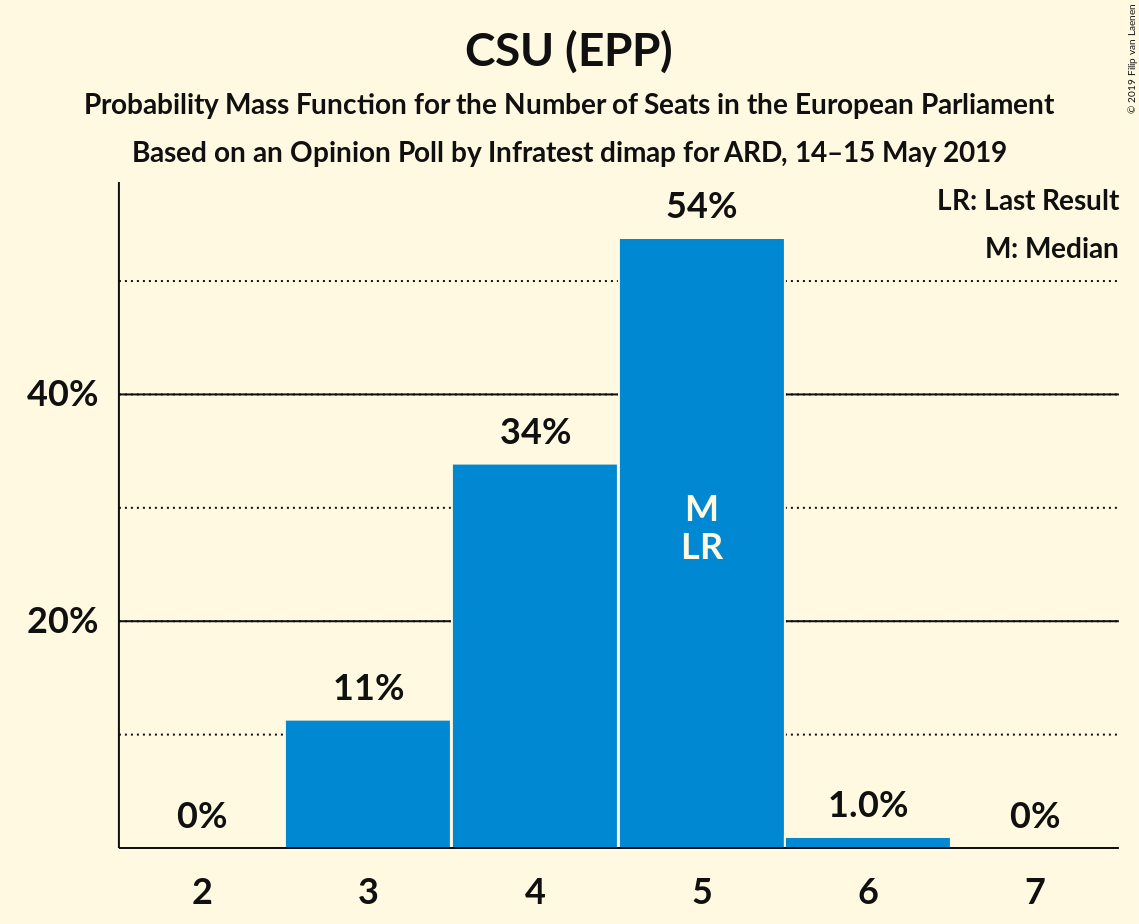 CSU (EPP)
Probability Mass Function for the Number of Seats in the European Parliament
Based on an Opinion Poll by Infratest dimap for ARD, 14–15 May 2019
© 2019 Filip van Laenen
LR: Last Result
M: Median
54%
40%
34%
M
LR
20%
11%
0%
1.0%
0%
2
3
4
5
6
7